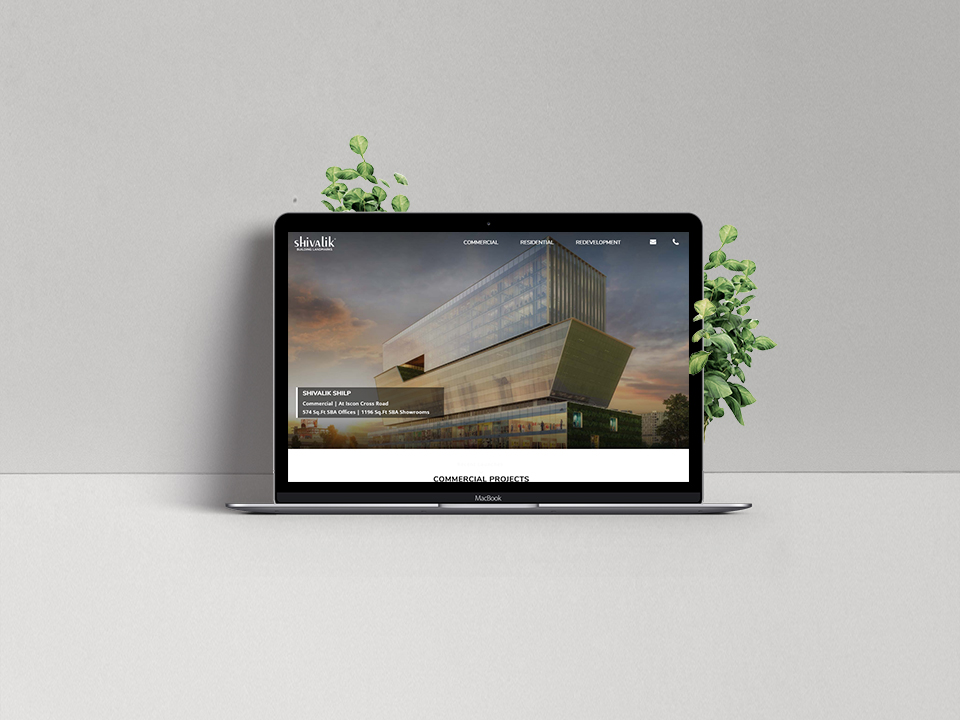 shivalik
BUILDING LANDMARKS
COMMERCIAL RESIDENTIAL REDEVELOPMENT
SHIVALIK SHILP
Commercial | At Iscon Cross Road
574 Sq.Ft SBA Offices | 1196 Sq.Ft SBA Showrooms
COMMERCIAL PROJECTS
MacBook